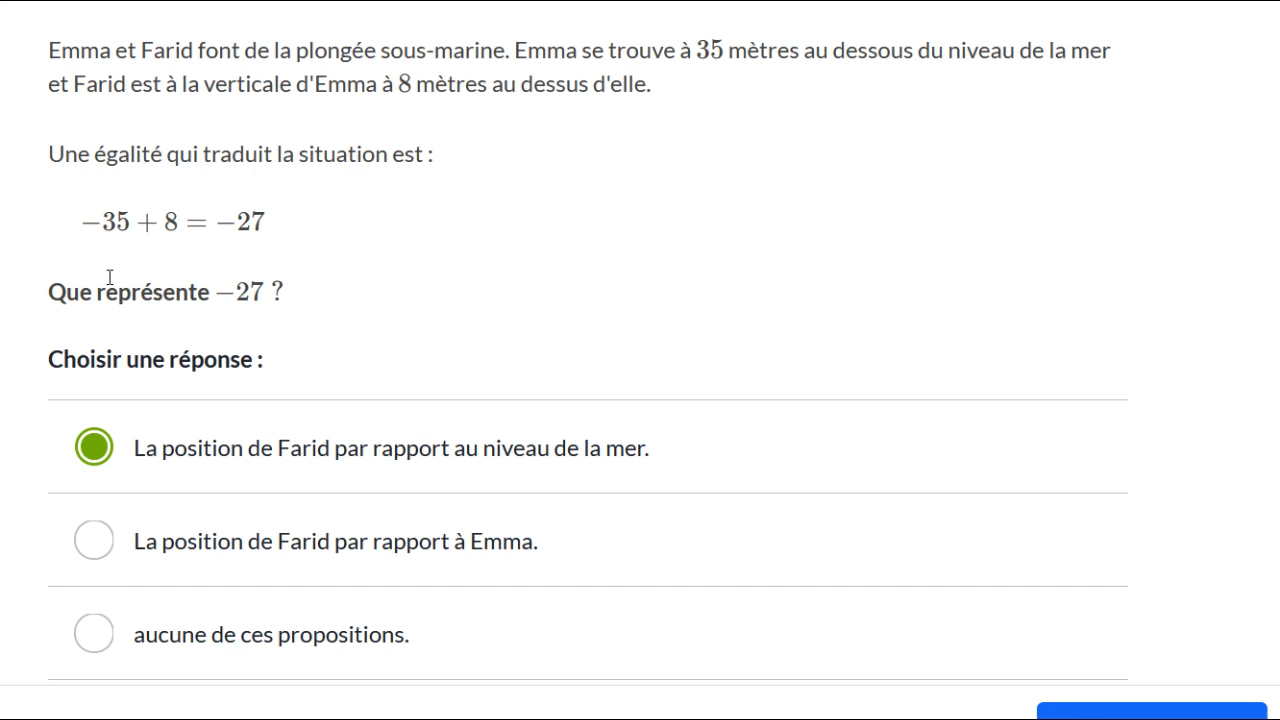 Emma et Farid font de la plongée sous-marine. Emma se trouve à 35 mètres au dessous du niveau de la mer
et Farid est à la verticale d'Emma à 8 mètres au dessus d'elle.
Une égalité qui traduit la situation est :
−35 + 8 = −27
Que représente −27 ?
Choisir une réponse :
La position de Farid par rapport au niveau de la mer.
La position de Farid par rapport à Emma.
aucune de ces propositions.